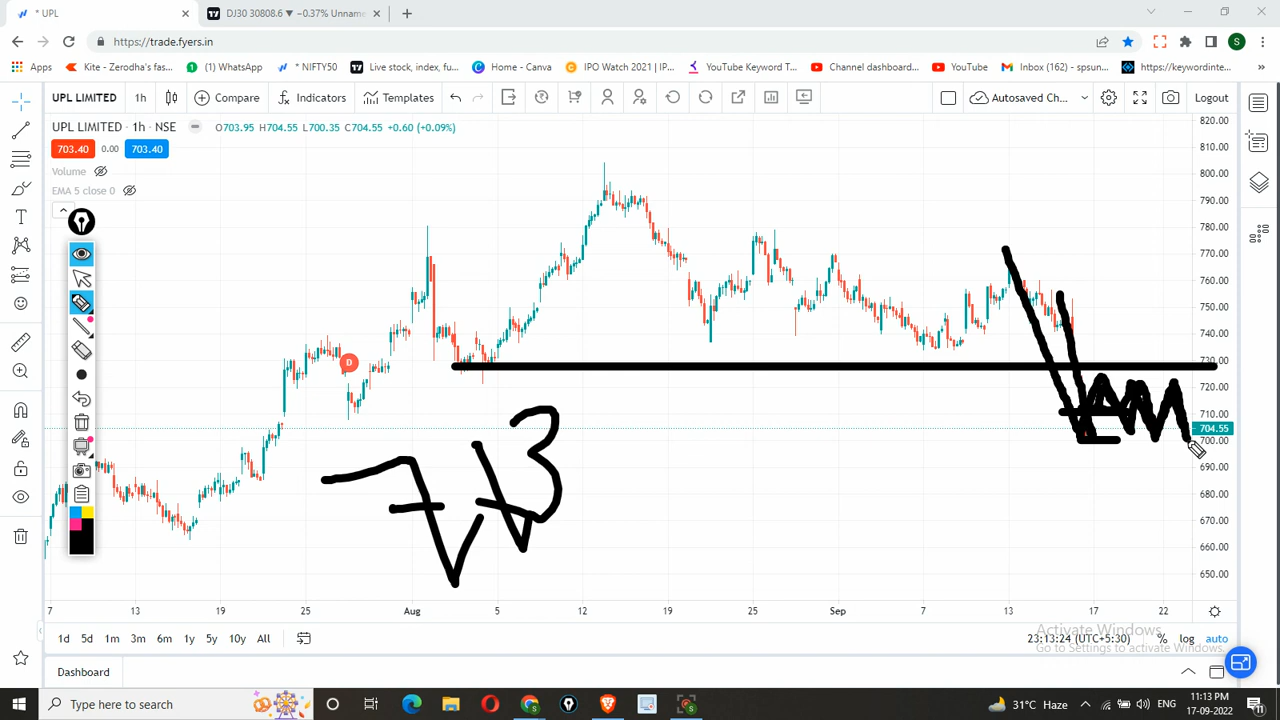 * UPL
DJ30 30808.6 ▼ −0.37% Unname
https://trade.fyers.in
S
Apps
Kite - Zerodha's fas...
(1) WhatsApp
* NIFTY50
Live stock, index, fu...
Home - Canva
IPO Watch 2021 | IP...
YouTube Keyword T...
Channel dashboard...
YouTube
Inbox (162) - spsun...
https://keywordinte...
UPL LIMITED
1h
Compare
Indicators
Templates
Autosaved Ch...
Logout
UPL LIMITED · 1h · NSE
O703.95 H704.55 L700.35 C704.55 +0.60 (+0.09%)
703.40
0.00
703.40
Volume
EMA 5 close 0
820.00
810.00
800.00
790.00
780.00
770.00
760.00
750.00
740.00
730.00
720.00
710.00
704.55
700.00
690.00
680.00
670.00
660.00
650.00
D
7
13
19
25
Aug
5
12
19
25
Sep
7
13
17
22
1d
5d
1m
3m
6m
1y
5y
10y
All
23:13:24 (UTC+5:30)
%
log
auto
Activate Windows
Go to Settings to activate Windows.
Dashboard
Type here to search
31°C Haze
ENG
11:13 PM
17-09-2022